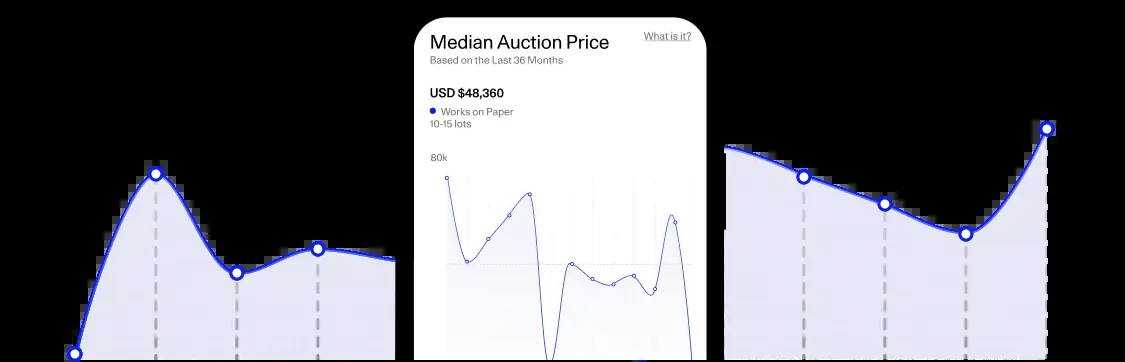 Median Auction Price
What is it?
Based on the Last 36 Months
USD $48,360
Works on Paper
10-15 lots
80k